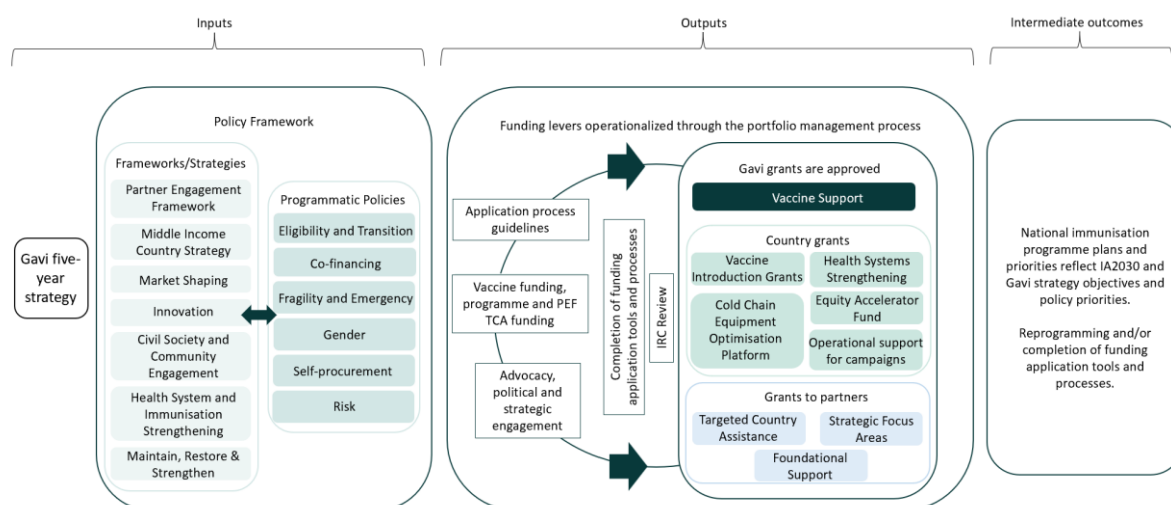 Inputs
Outputs
Intermediate outcomes
Gavi five-
year
strategy
Policy Framework
Frameworks/Strategies
Partner Engagement
Framework
Middle Income
Country Strategy
Market Shaping
Innovation
Civil Society and
Community
Engagement
Health System and
Immunisation
Strengthening
Maintain, Restore &
Strengthen
Programmatic Policies
Eligibility and Transition
Co-financing
Fragility and Emergency
Gender
Self-procurement
Risk
Funding levers operationalized through the portfolio management process
Application process
guidelines
Vaccine funding,
programme and PEF
TCA funding
Advocacy,
political and
strategic
engagement
Completion of funding
application tools and processes
IRC Review
Gavi grants are approved
Vaccine Support
Country grants
Vaccine
Introduction Grants
Health Systems
Strengthening
Cold Chain
Equipment
Optimisation
Platform
Equity Accelerator
Fund
Operational support
for campaigns
Grants to partners
Targeted Country
Assistance
Strategic Focus
Areas
Foundational
Support
National immunisation
programme plans and
priorities reflect IA2030 and
Gavi strategy objectives and
policy priorities.
Reprogramming and/or
completion of funding
application tools and
processes.